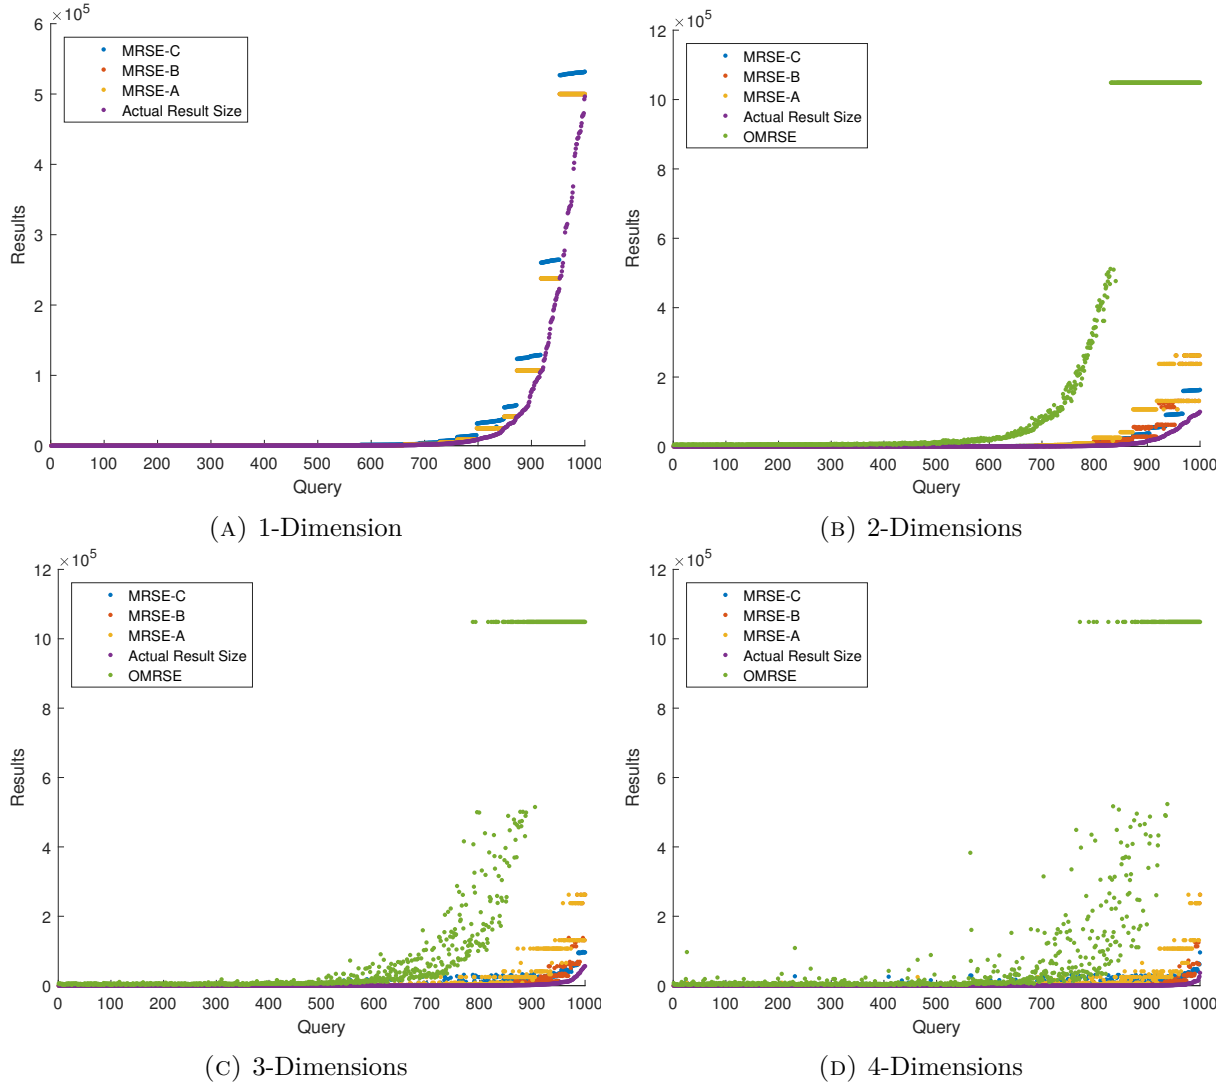 ×10^5
6
5
4
3
2
1
0
MRSE-C
MRSE-B
MRSE-A
Actual Result Size
Results
0 100 200 300 400 500 600 700 800 900 1000
Query
(A) 1-Dimension
×10^5
12
10
8
6
4
2
0
MRSE-C
MRSE-B
MRSE-A
Actual Result Size
OMRSE
Results
0 100 200 300 400 500 600 700 800 900 1000
Query
(B) 2-Dimensions
×10^5
12
10
8
6
4
2
0
MRSE-C
MRSE-B
MRSE-A
Actual Result Size
OMRSE
Results
0 100 200 300 400 500 600 700 800 900 1000
Query
(C) 3-Dimensions
×10^5
12
10
8
6
4
2
0
MRSE-C
MRSE-B
MRSE-A
Actual Result Size
OMRSE
Results
0 100 200 300 400 500 600 700 800 900 1000
Query
(D) 4-Dimensions